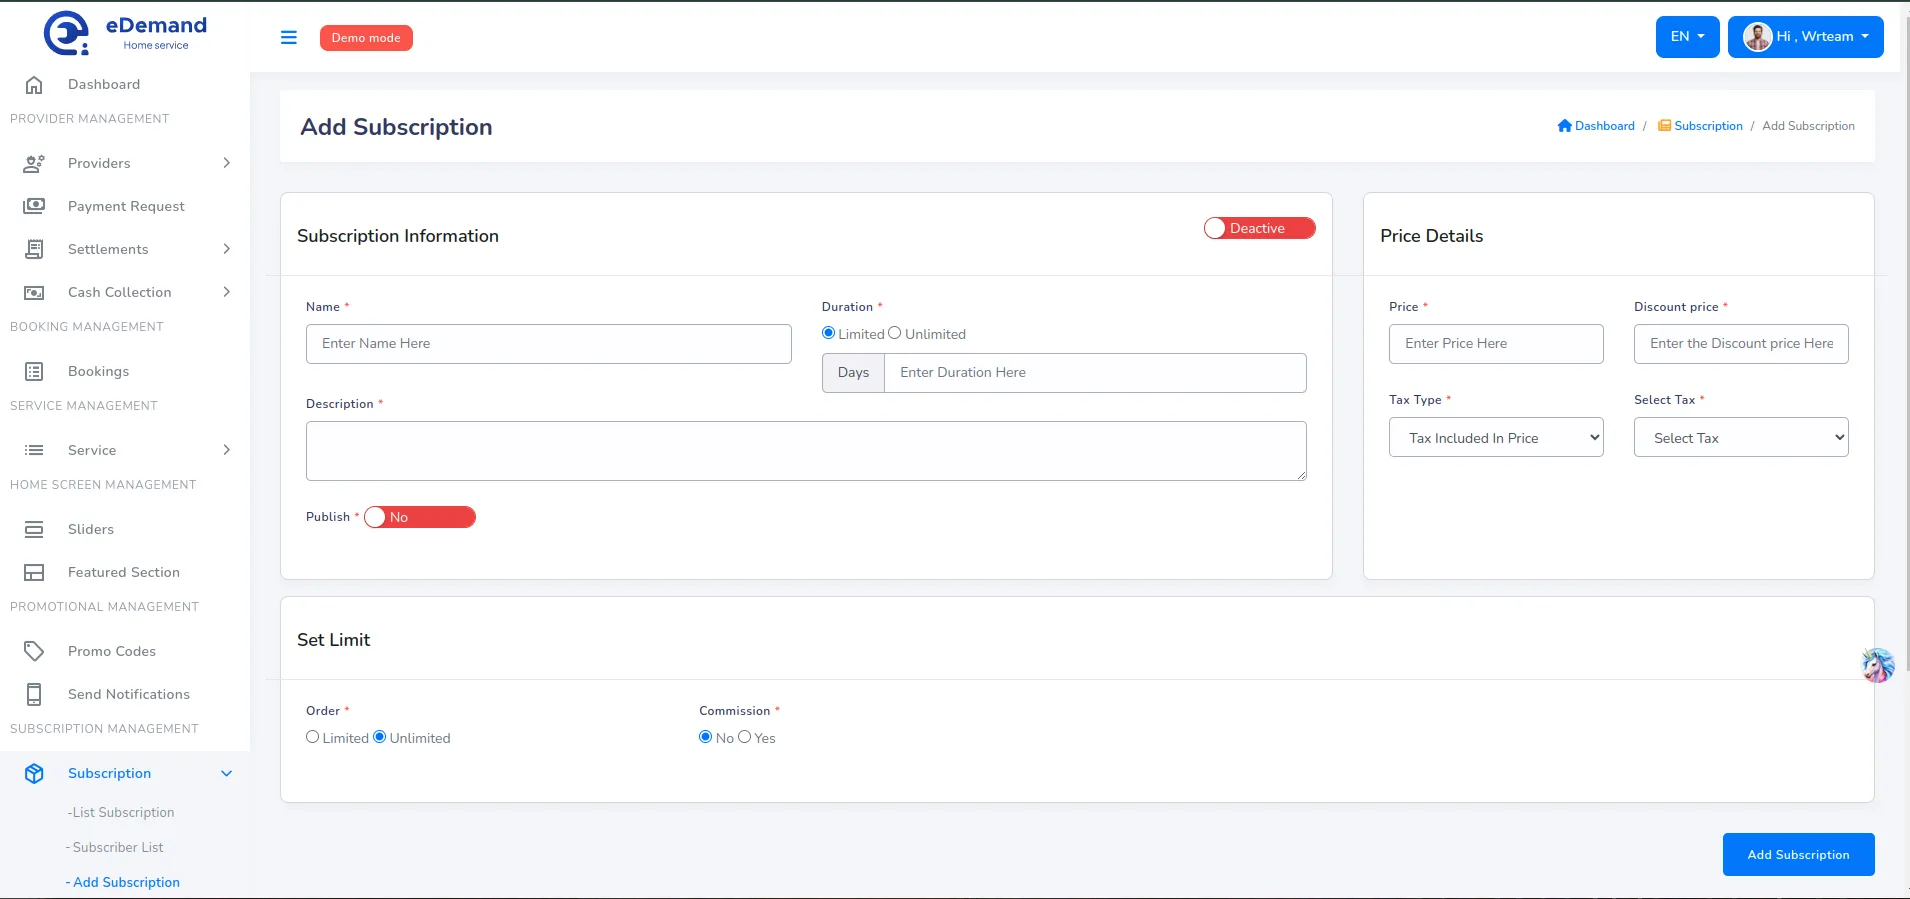 eDemand
Home service
Demo mode
EN
Hi , Wrteam
Dashboard
PROVIDER MANAGEMENT
Providers
Payment Request
Settlements
Cash Collection
BOOKING MANAGEMENT
Bookings
SERVICE MANAGEMENT
Service
HOME SCREEN MANAGEMENT
Sliders
Featured Section
PROMOTIONAL MANAGEMENT
Promo Codes
Send Notifications
SUBSCRIPTION MANAGEMENT
Subscription
-List Subscription
- Subscriber List
- Add Subscription
Add Subscription
Dashboard / Subscription / Add Subscription
Subscription Information
Deactive
Name *
Enter Name Here
Duration *
Limited Unlimited
Days Enter Duration Here
Description *
Publish * No
Price Details
Price *
Enter Price Here
Discount price *
Enter the Discount price Here
Tax Type *
Tax Included In Price
Select Tax *
Select Tax
Set Limit
Order *
Limited Unlimited
Commission *
No Yes
Add Subscription